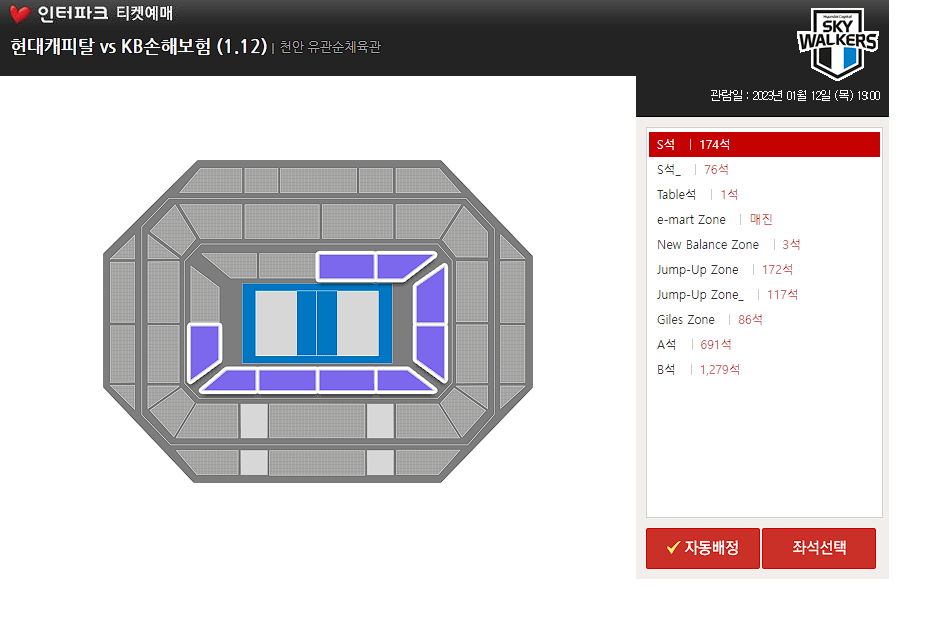 인터파크 티켓예매
현대캐피탈 vs KB손해보험 (1.12) | 천안 유관순체육관
Hyundai Capital
SKY
WALKERS
관람일 : 2023년 01월 12일 (목) 19:00
S석 | 174석
S석_ | 76석
Table석 | 1석
e-mart Zone | 매진
New Balance Zone | 3석
Jump-Up Zone | 172석
Jump-Up Zone_ | 117석
Giles Zone | 86석
A석 | 691석
B석 | 1,279석
자동배정 좌석선택